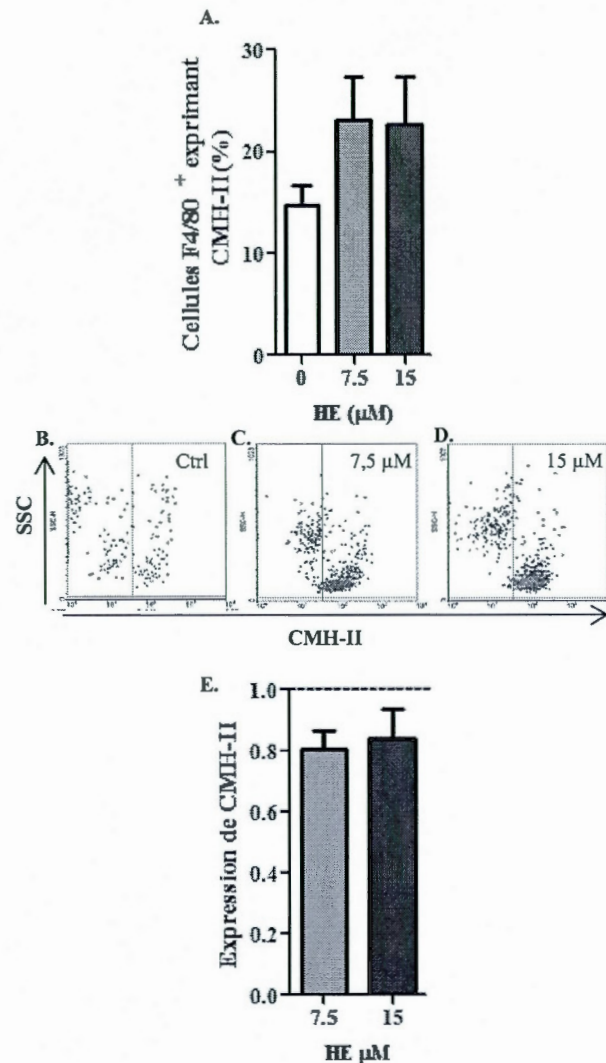 A.
Cellules F4/80 + exprimant
CMH-II (%)
30
20
10
0
0 7.5 15
HE (µM)
B. C. D.
Ctrl 7,5 µM 15 µM
SSC
CMH-II
E.
Expression de CMH-II
1.0
0.8
0.6
0.4
0.2
0.0
7.5 15
HE µM